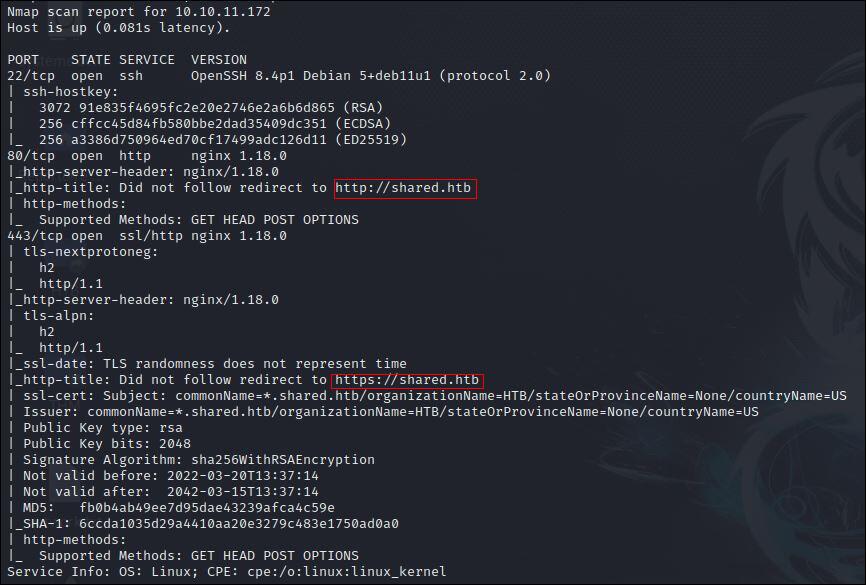 Nmap scan report for 10.10.11.172
Host is up (0.081s latency).
PORT    STATE SERVICE  VERSION
22/tcp  open  ssh      OpenSSH 8.4p1 Debian 5+deb11u1 (protocol 2.0)
| ssh-hostkey:
|   3072 91e835f4695fc2e20e2746e2a6b6d865 (RSA)
|   256 cffcc45d84fb580bbe2dad35409dc351 (ECDSA)
|_  256 a3386d750964ed70cf17499adc126d11 (ED25519)
80/tcp  open  http     nginx 1.18.0
|_http-server-header: nginx/1.18.0
|_http-title: Did not follow redirect to http://shared.htb
| http-methods:
|_  Supported Methods: GET HEAD POST OPTIONS
443/tcp open  ssl/http nginx 1.18.0
| tls-nextprotoneg:
|   h2
|_  http/1.1
|_http-server-header: nginx/1.18.0
| tls-alpn:
|   h2
|_  http/1.1
|_ssl-date: TLS randomness does not represent time
|_http-title: Did not follow redirect to https://shared.htb
| ssl-cert: Subject: commonName=*.shared.htb/organizationName=HTB/stateOrProvinceName=None/countryName=US
| Issuer: commonName=*.shared.htb/organizationName=HTB/stateOrProvinceName=None/countryName=US
| Public Key type: rsa
| Public Key bits: 2048
| Signature Algorithm: sha256WithRSAEncryption
| Not valid before: 2022-03-20T13:37:14
| Not valid after:  2042-03-15T13:37:14
| MD5:   fb0b4ab49ee7d95dae43239afca4c59e
|_SHA-1: 6ccda1035d29a4410aa20e3279c483e1750ad0a0
| http-methods:
|_  Supported Methods: GET HEAD POST OPTIONS
Service Info: OS: Linux; CPE: cpe:/o:linux:linux_kernel